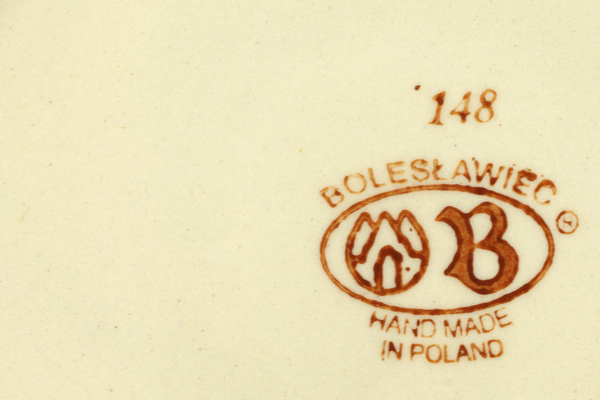 148
BOLESŁAWIEC
B
HAND MADE
IN POLAND